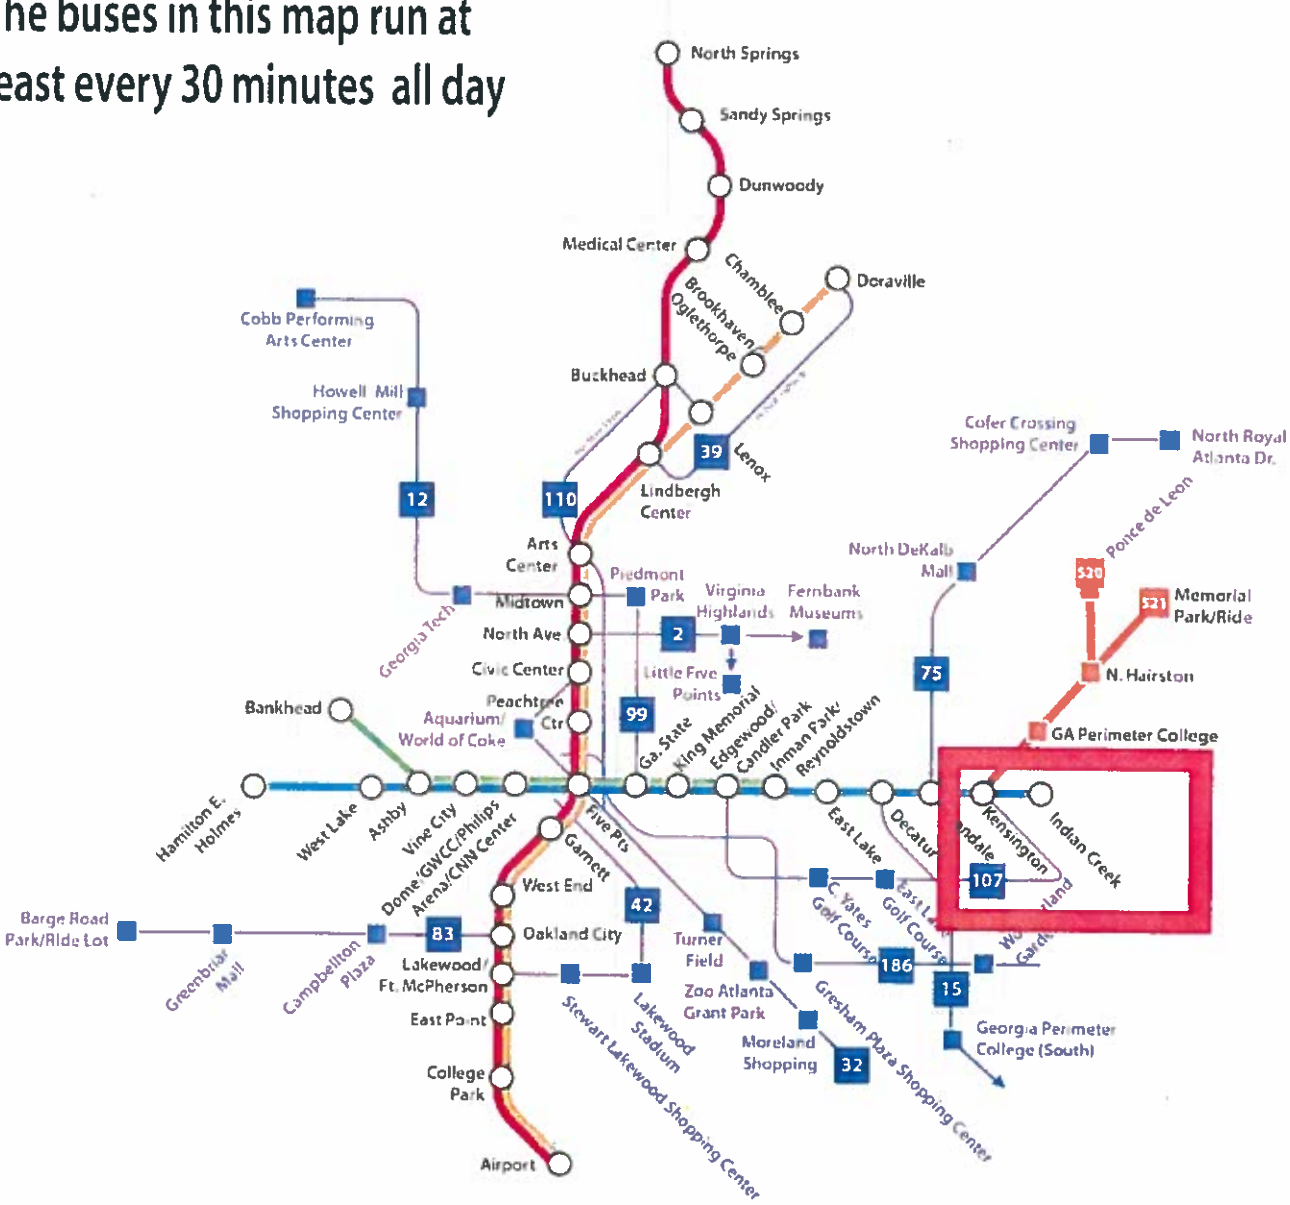 he buses in this map run at
east every 30 minutes all day
North Springs
Sandy Springs
Dunwoody
Medical Center
Chamblee
Doraville
Brookhaven
Oglethorpe
Cobb Performing
Arts Center
Buckhead
Howell Mill
Shopping Center
39
Lenox
Cofer Crossing
Shopping Center
North Royal
Atlanta Dr.
Lindbergh
Center
12
110
Ponce de Leon
Arts
Center
North DeKalb
Mall
520
Piedmont
Park
Virginia
Highlands
Fernbank
Museums
521
Memorial
Park/Ride
Midtown
Georgia Tech
North Ave
2
Civic Center
Little Five
Points
75
N. Hairston
Bankhead
Peachtree
Ctr
Aquarium/
World of Coke
99
GA Perimeter College
Ga. State
King Memorial
Edgewood/
Candler Park
Inman Park/
Reynoldstown
Hamilton E.
Holmes
West Lake
Ashby
Vine City
Dome/GWCC/Philips
Arena/CNN Center
Five Pts
Garnett
East Lake
Decatur
andale
Kensington
Indian Creek
107
West End
C. Yates
Golf Course
East La
Golf Course
Wo
rland
Garde
42
Barge Road
Park/Ride Lot
Greenbriar
Mall
Campbellton
Plaza
83
Oakland City
Turner
Field
Lakewood/
Ft. McPherson
186
15
Zoo Atlanta
Grant Park
East Point
Stewart Lakewood Shopping Center
Lakewood
Stadium
Gresham Plaza Shopping Center
Moreland
Shopping
32
Georgia Perimeter
College (South)
College
Park
Airport